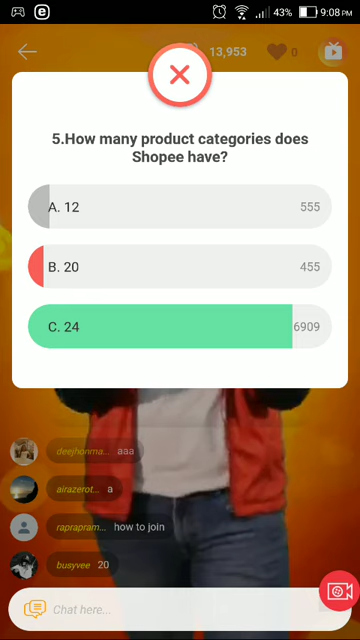 43% 9:08 PM
13,953 0
5.How many product categories does
Shopee have?
A. 12 555
B. 20 455
C. 24 6909
deejhonma... aaa
airazerot... a
raprapram... how to join
busyvee 20
Chat here...